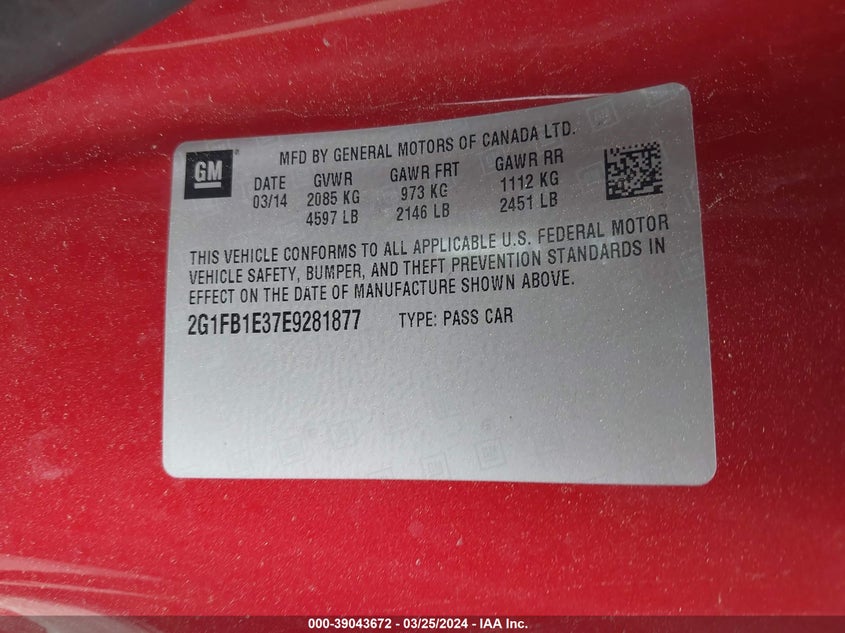 GM ®
MFD BY GENERAL MOTORS OF CANADA LTD.
DATE GVWR GAWR FRT GAWR RR
03/14 2085 KG 973 KG 1112 KG
4597 LB 2146 LB 2451 LB
THIS VEHICLE CONFORMS TO ALL APPLICABLE U.S. FEDERAL MOTOR
VEHICLE SAFETY, BUMPER, AND THEFT PREVENTION STANDARDS IN
EFFECT ON THE DATE OF MANUFACTURE SHOWN ABOVE.
2G1FB1E37E9281877 TYPE: PASS CAR
000-39043672 - 03/25/2024 - IAA Inc.